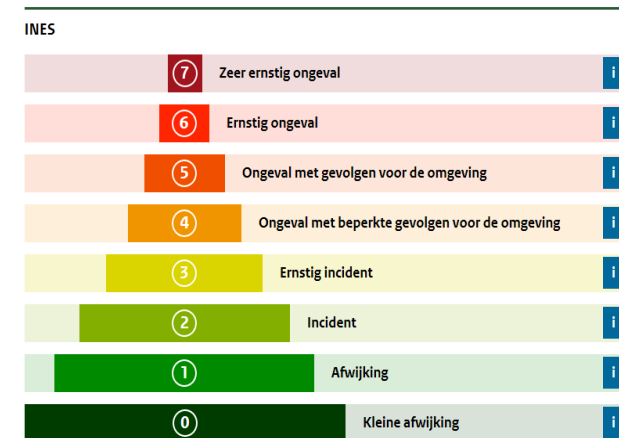 INES
7 Zeer ernstig ongeval i
6 Ernstig ongeval i
5 Ongeval met gevolgen voor de omgeving i
4 Ongeval met beperkte gevolgen voor de omgeving i
3 Ernstig incident i
2 Incident i
1 Afwijking i
0 Kleine afwijking i